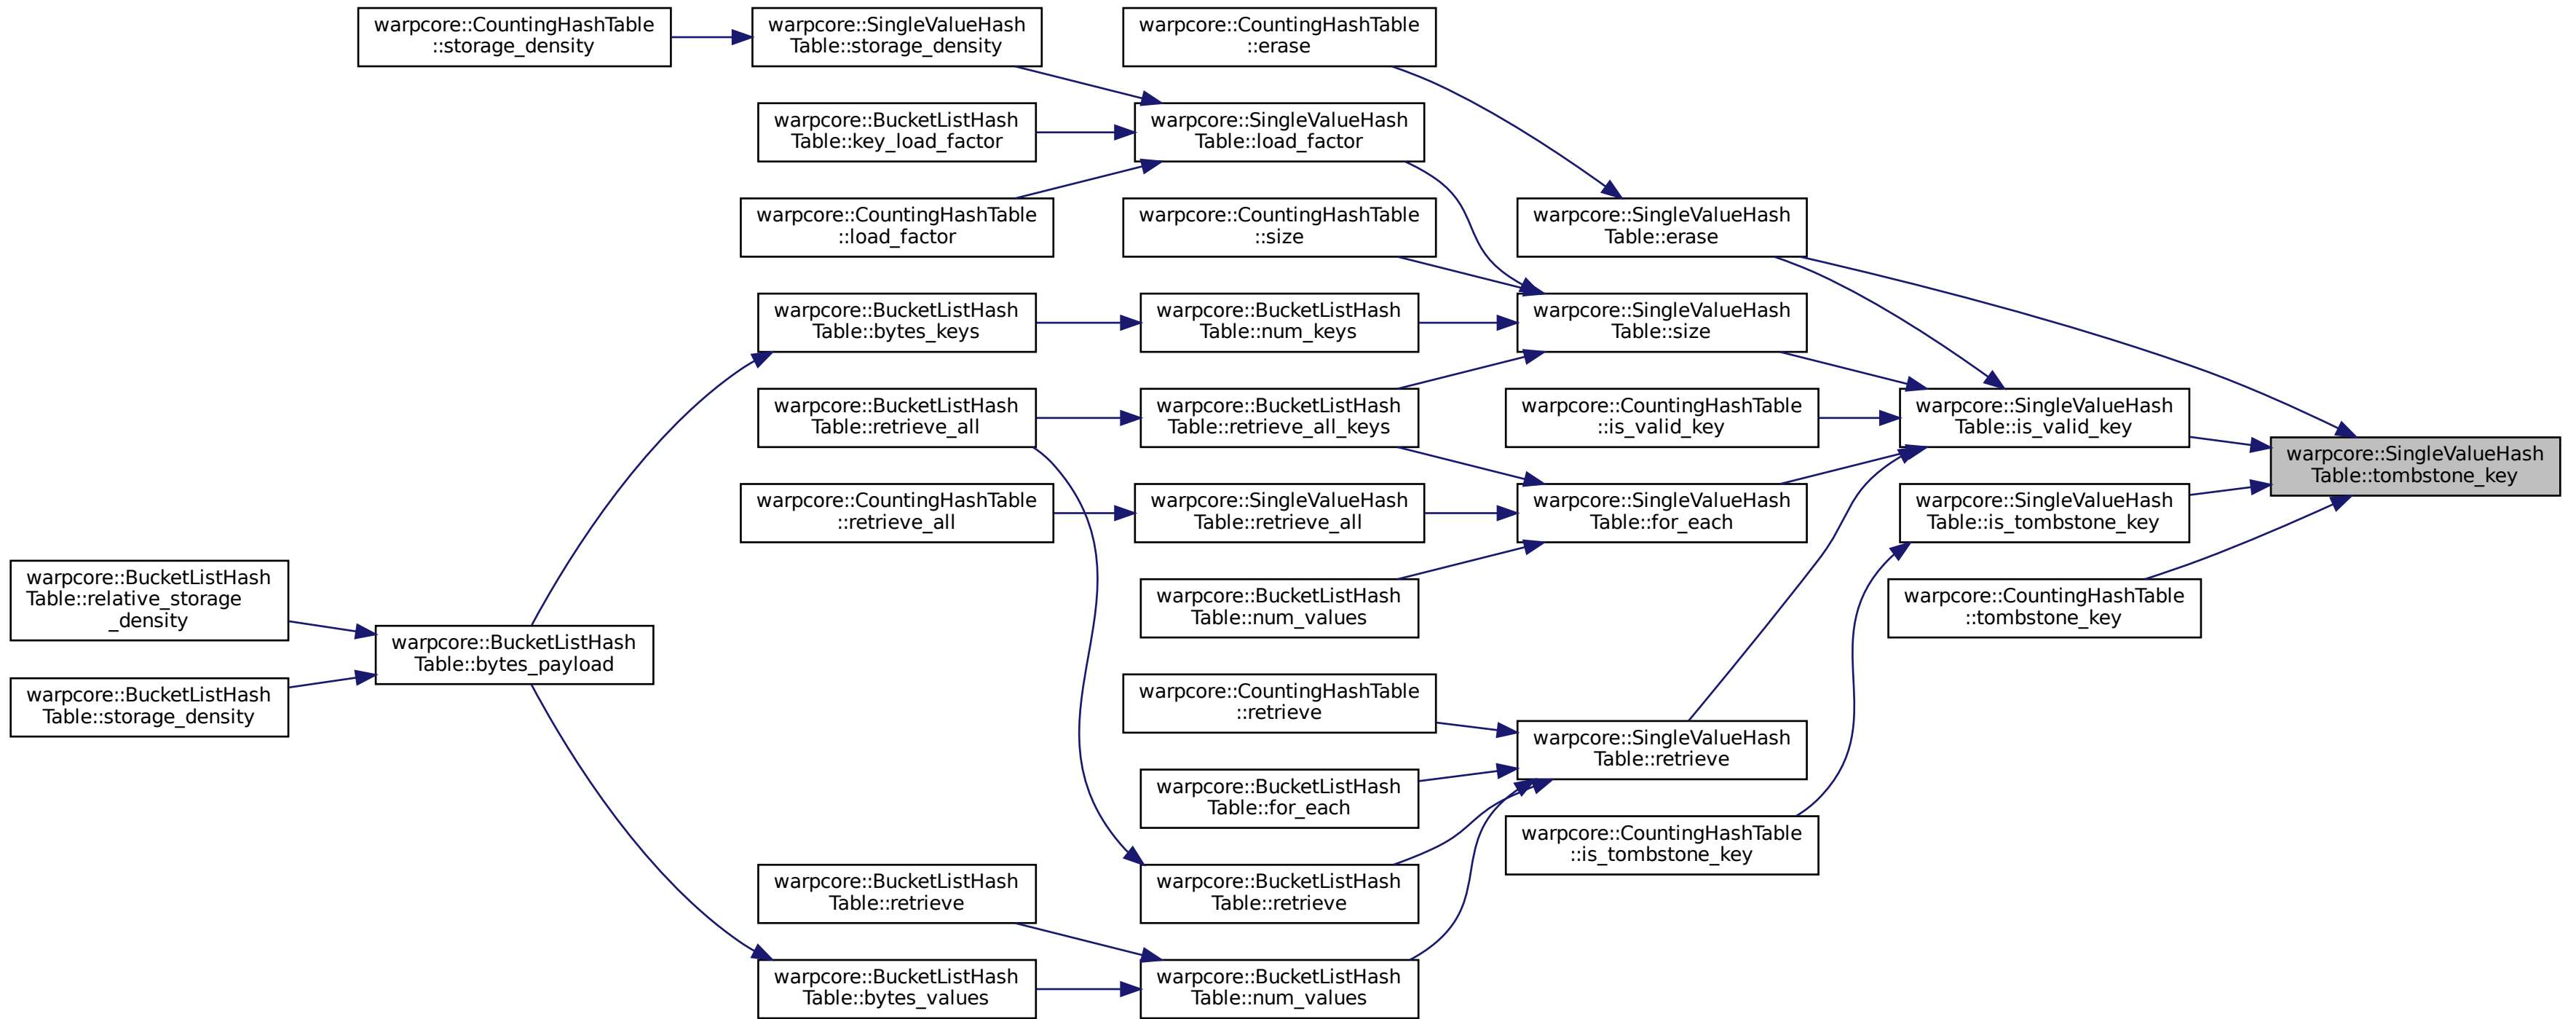 warpcore::CountingHashTable
::storage_density
warpcore::SingleValueHash
Table::storage_density
warpcore::CountingHashTable
::erase
warpcore::BucketListHash
Table::key_load_factor
warpcore::SingleValueHash
Table::load_factor
warpcore::CountingHashTable
::load_factor
warpcore::CountingHashTable
::size
warpcore::SingleValueHash
Table::erase
warpcore::BucketListHash
Table::bytes_keys
warpcore::BucketListHash
Table::num_keys
warpcore::SingleValueHash
Table::size
warpcore::BucketListHash
Table::retrieve_all
warpcore::BucketListHash
Table::retrieve_all_keys
warpcore::CountingHashTable
::is_valid_key
warpcore::SingleValueHash
Table::is_valid_key
warpcore::SingleValueHash
Table::tombstone_key
warpcore::CountingHashTable
::retrieve_all
warpcore::SingleValueHash
Table::retrieve_all
warpcore::SingleValueHash
Table::for_each
warpcore::SingleValueHash
Table::is_tombstone_key
warpcore::BucketListHash
Table::relative_storage
_density
warpcore::BucketListHash
Table::num_values
warpcore::CountingHashTable
::tombstone_key
warpcore::BucketListHash
Table::bytes_payload
warpcore::BucketListHash
Table::storage_density
warpcore::CountingHashTable
::retrieve
warpcore::SingleValueHash
Table::retrieve
warpcore::BucketListHash
Table::for_each
warpcore::CountingHashTable
::is_tombstone_key
warpcore::BucketListHash
Table::retrieve
warpcore::BucketListHash
Table::retrieve
warpcore::BucketListHash
Table::bytes_values
warpcore::BucketListHash
Table::num_values